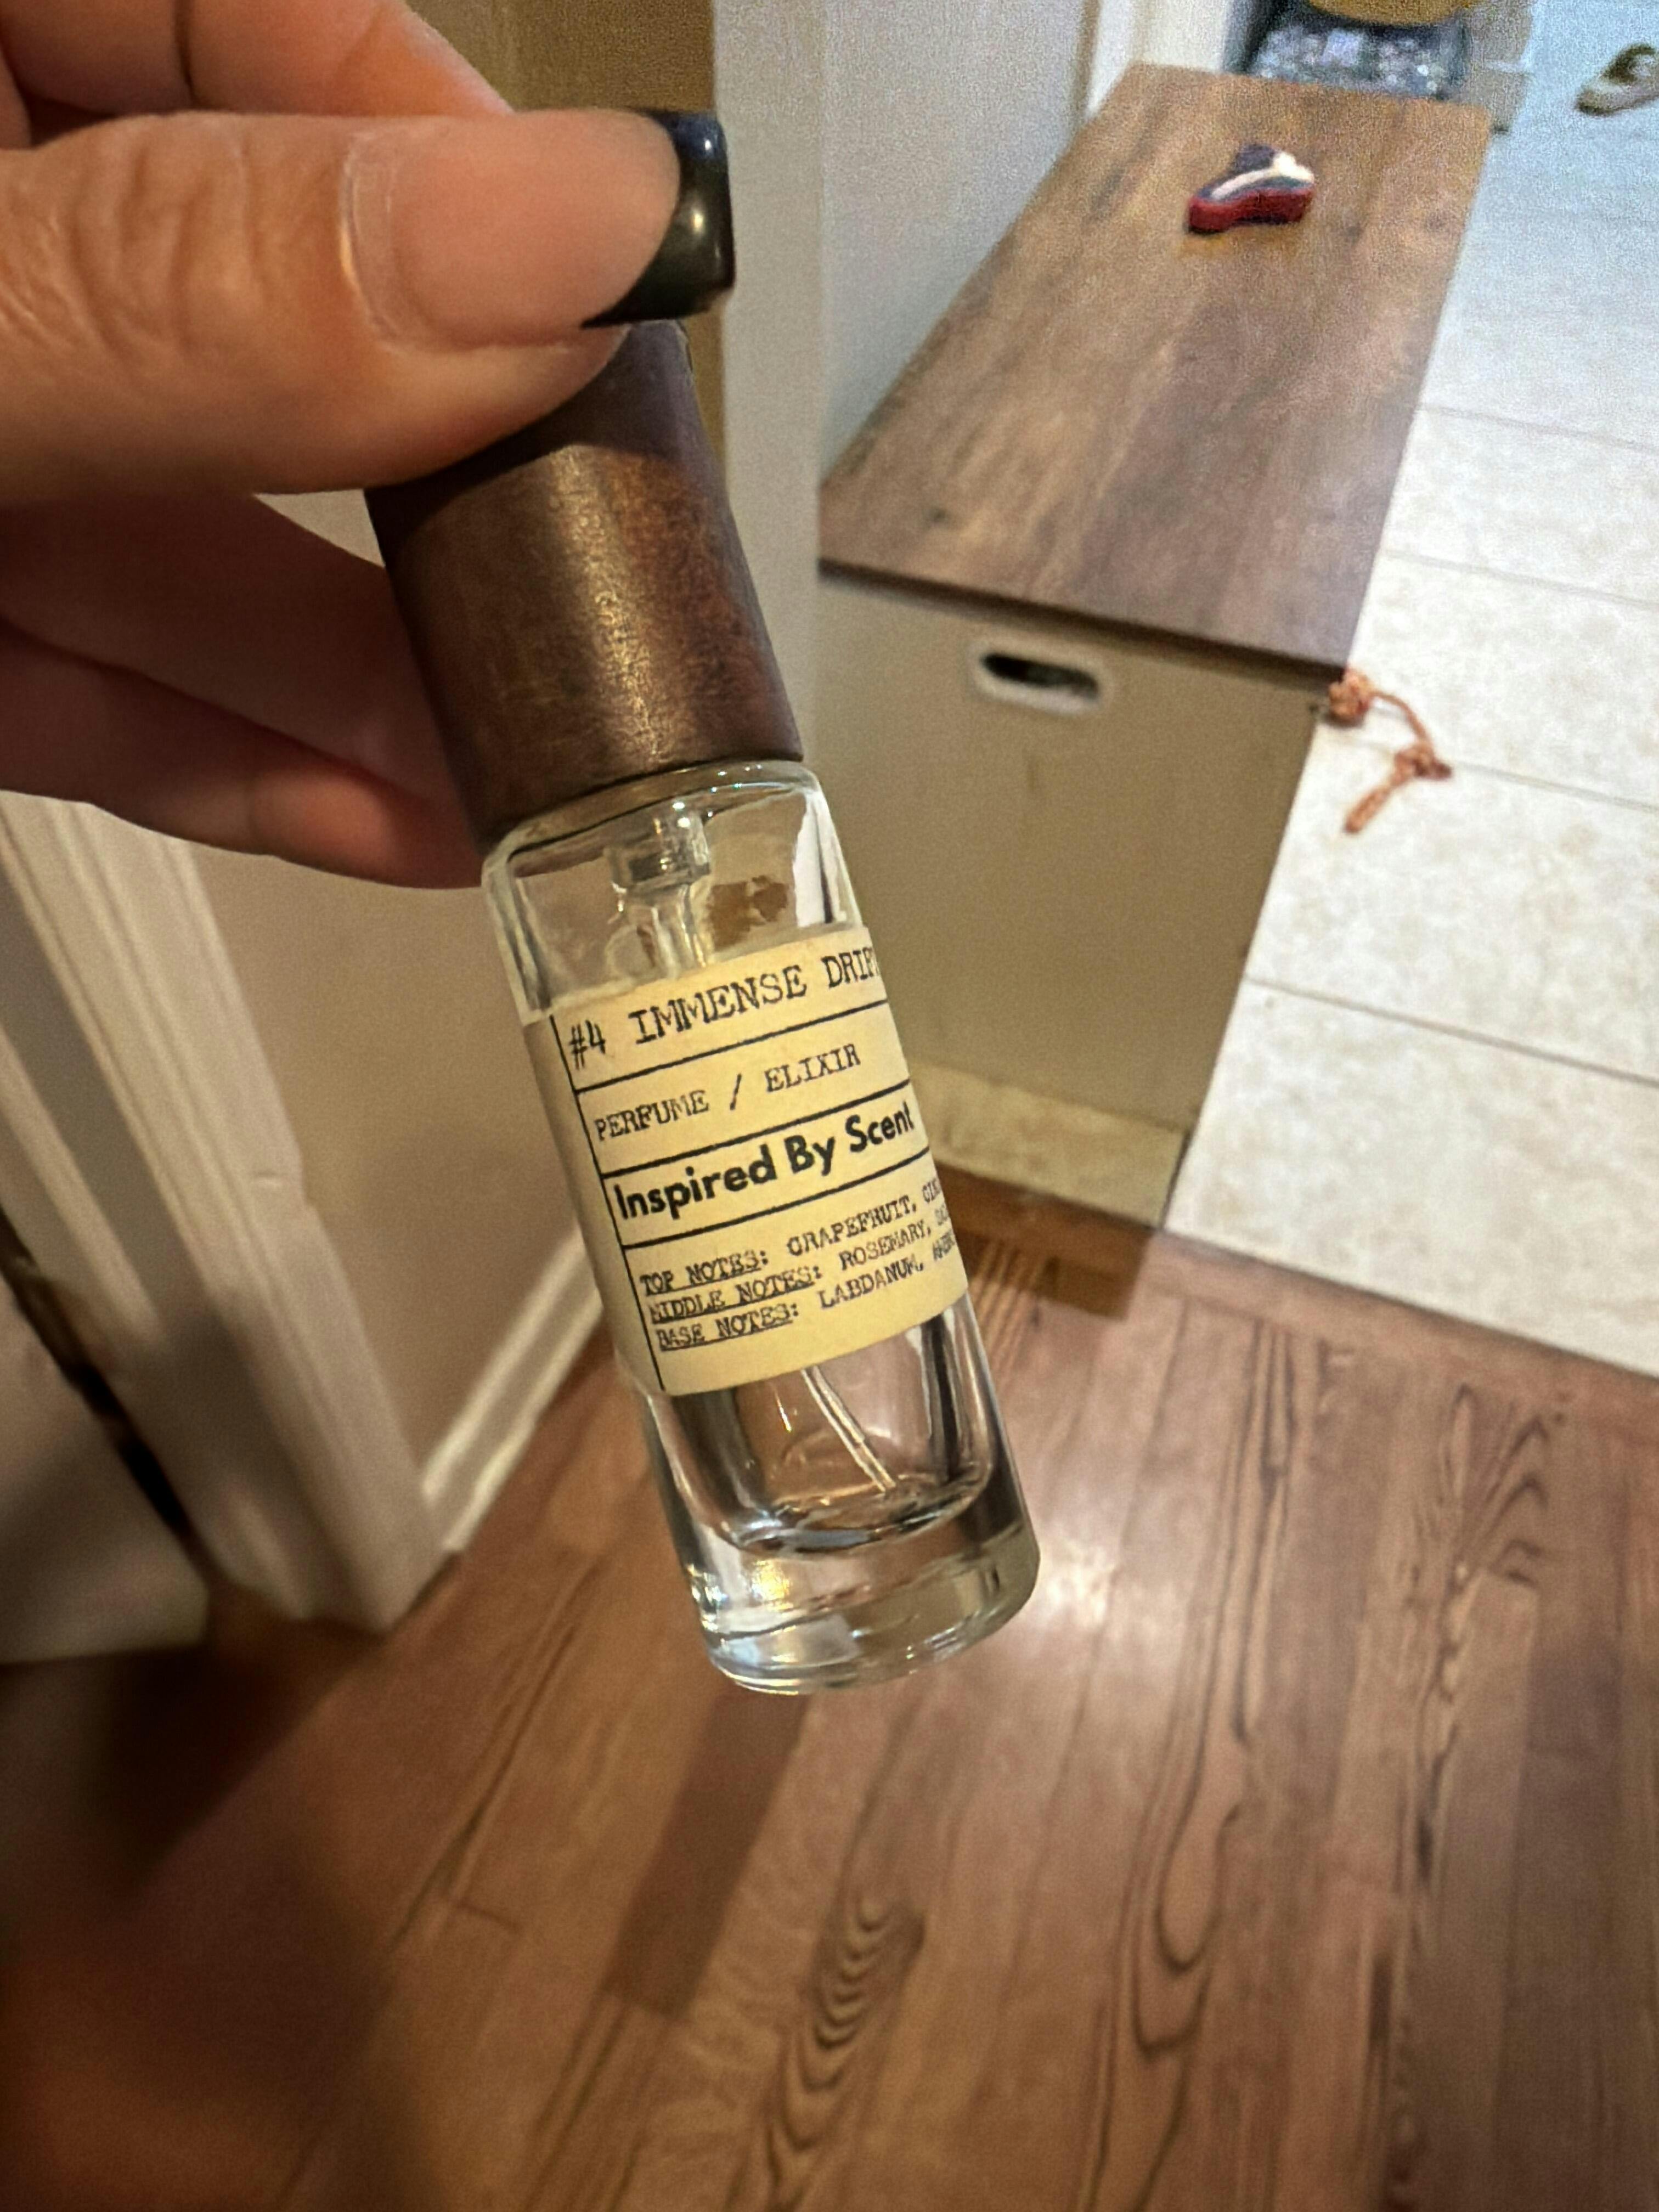 #4 IMMENSE DRIF
PERFUME / ELIXIR
Inspired By Scent
TOP NOTES: GRAPEFRUIT,
MIDDLE NOTES: ROSEMARY,
BASE NOTES: LABDANUM,